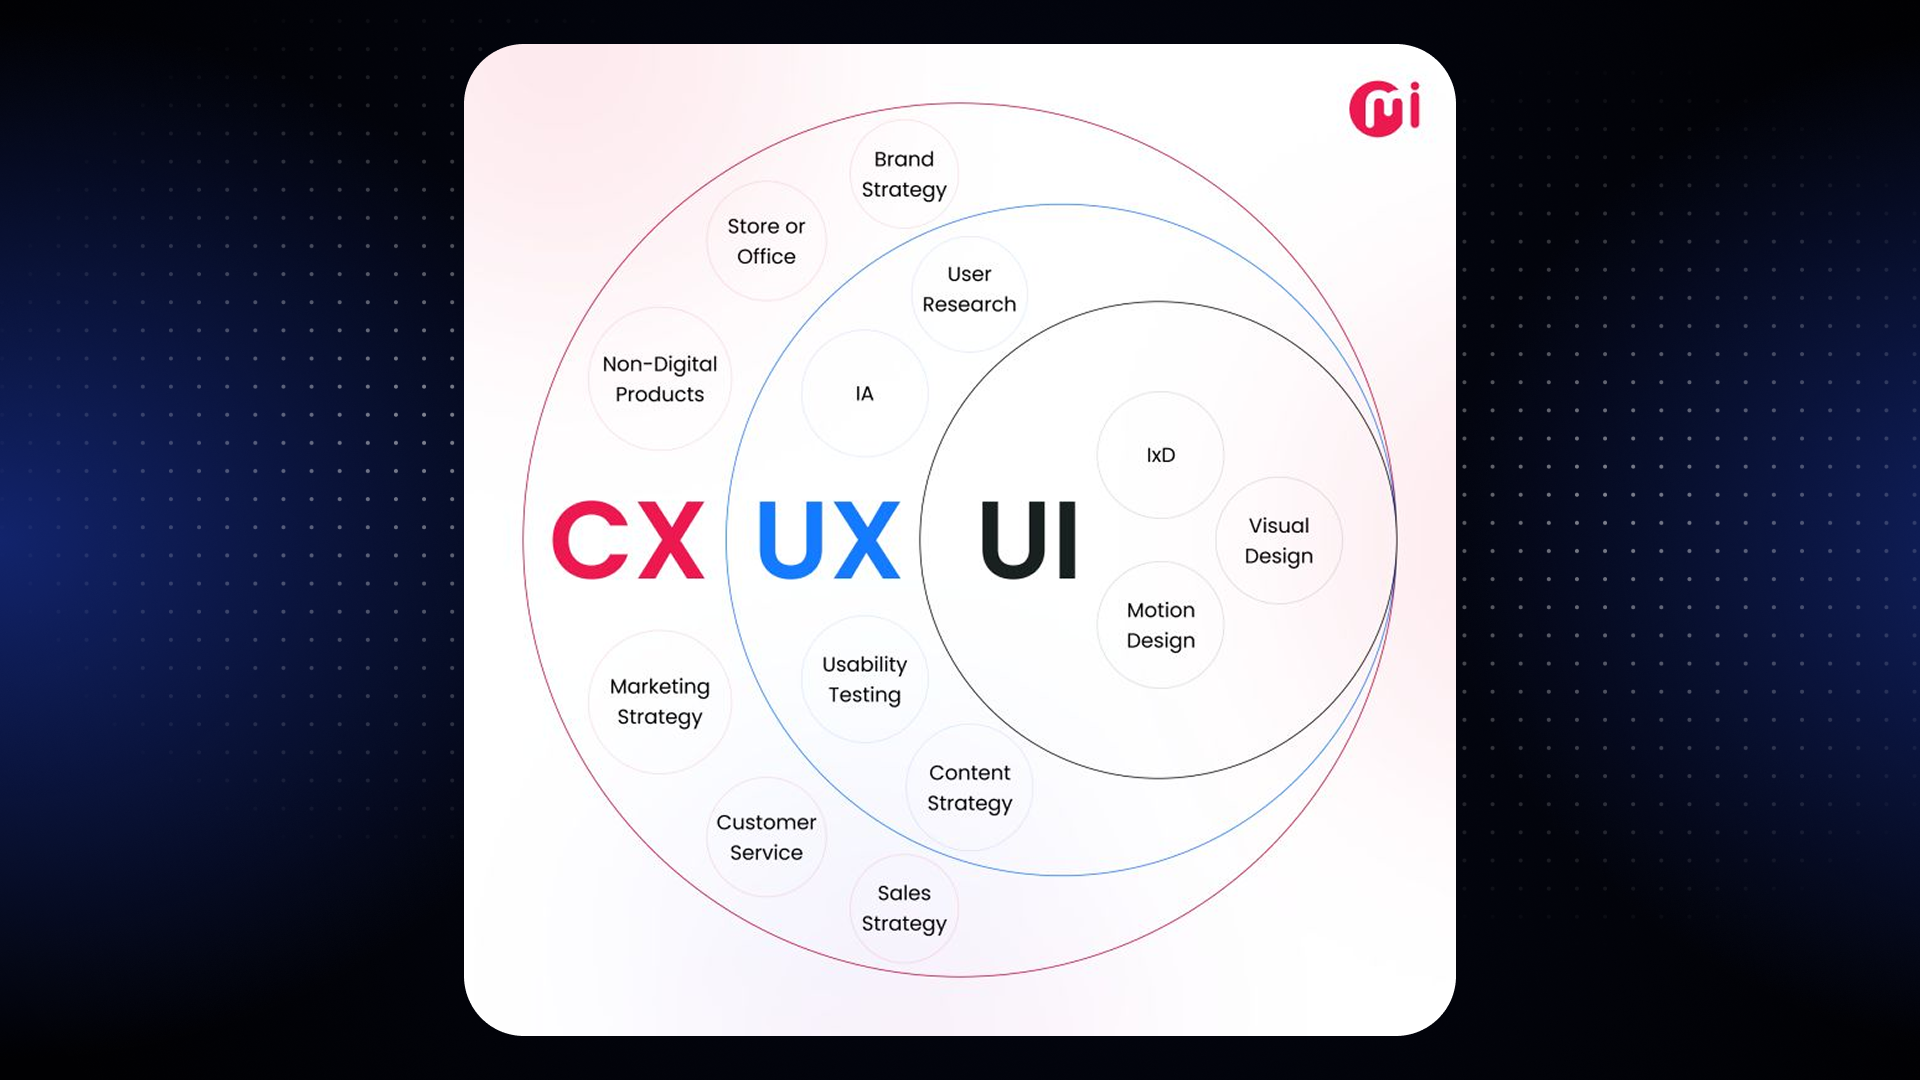 mi
Brand
Strategy
Store or
Office
User
Research
Non-Digital
Products
IA
IxD
Visual
Design
CX UX UI
Motion
Design
Usability
Testing
Marketing
Strategy
Content
Strategy
Customer
Service
Sales
Strategy